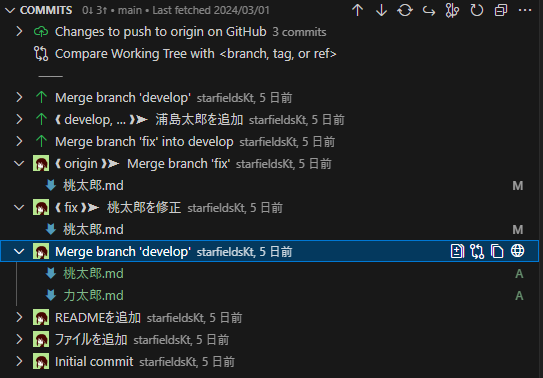 COMMITS 0↓ 3↑ • main • Last fetched 2024/03/01
Changes to push to origin on GitHub 3 commits
Compare Working Tree with <branch, tag, or ref>
Merge branch 'develop' starfieldsKt, 5 日前
❰ develop, ... ❱➤ 浦島太郎を追加 starfieldsKt, 5 日前
Merge branch 'fix' into develop starfieldsKt, 5 日前
❰ origin ❱➤ Merge branch 'fix' starfieldsKt, 5 日前
桃太郎.md M
❰ fix ❱➤ 桃太郎を修正 starfieldsKt, 5 日前
桃太郎.md M
Merge branch 'develop' starfieldsKt, 5 日前
桃太郎.md A
力太郎.md A
READMEを追加 starfieldsKt, 5 日前
ファイルを追加 starfieldsKt, 5 日前
Initial commit starfieldsKt, 5 日前